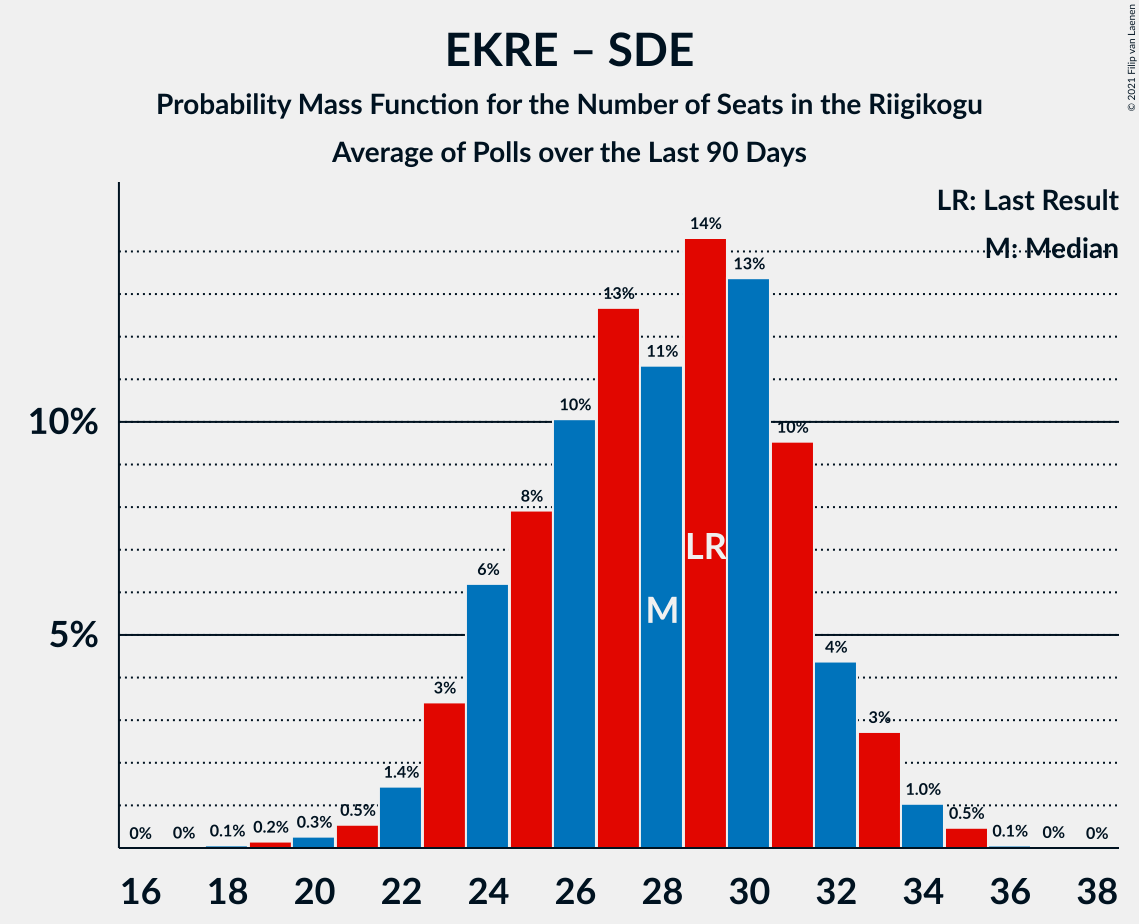 EKRE – SDE
Probability Mass Function for the Number of Seats in the Riigikogu
Average of Polls over the Last 90 Days
© 2021 Filip van Laenen
LR: Last Result
M: Median
10%
5%
0%
0%
0.1%
0.2%
0.3%
0.5%
1.4%
3%
6%
8%
10%
13%
11%
14%
13%
10%
4%
3%
1.0%
0.5%
0.1%
0%
0%
M
LR
16 18 20 22 24 26 28 30 32 34 36 38